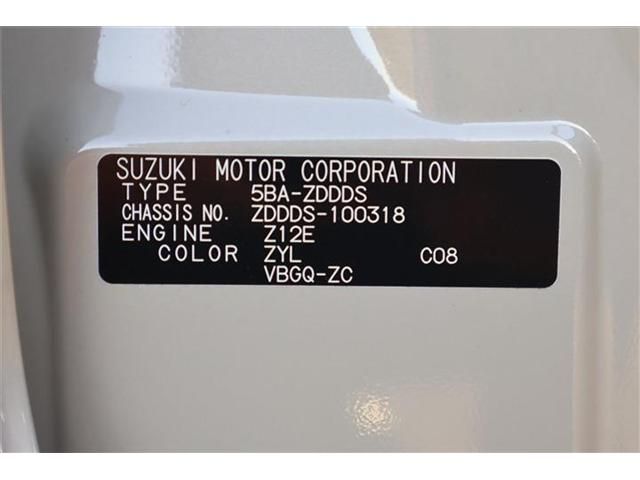 SUZUKI MOTOR CORPORATION
TYPE 5BA-ZDDDS
CHASSIS NO. ZDDDS-100318
ENGINE Z12E
COLOR ZYL C08
VBGQ-ZC